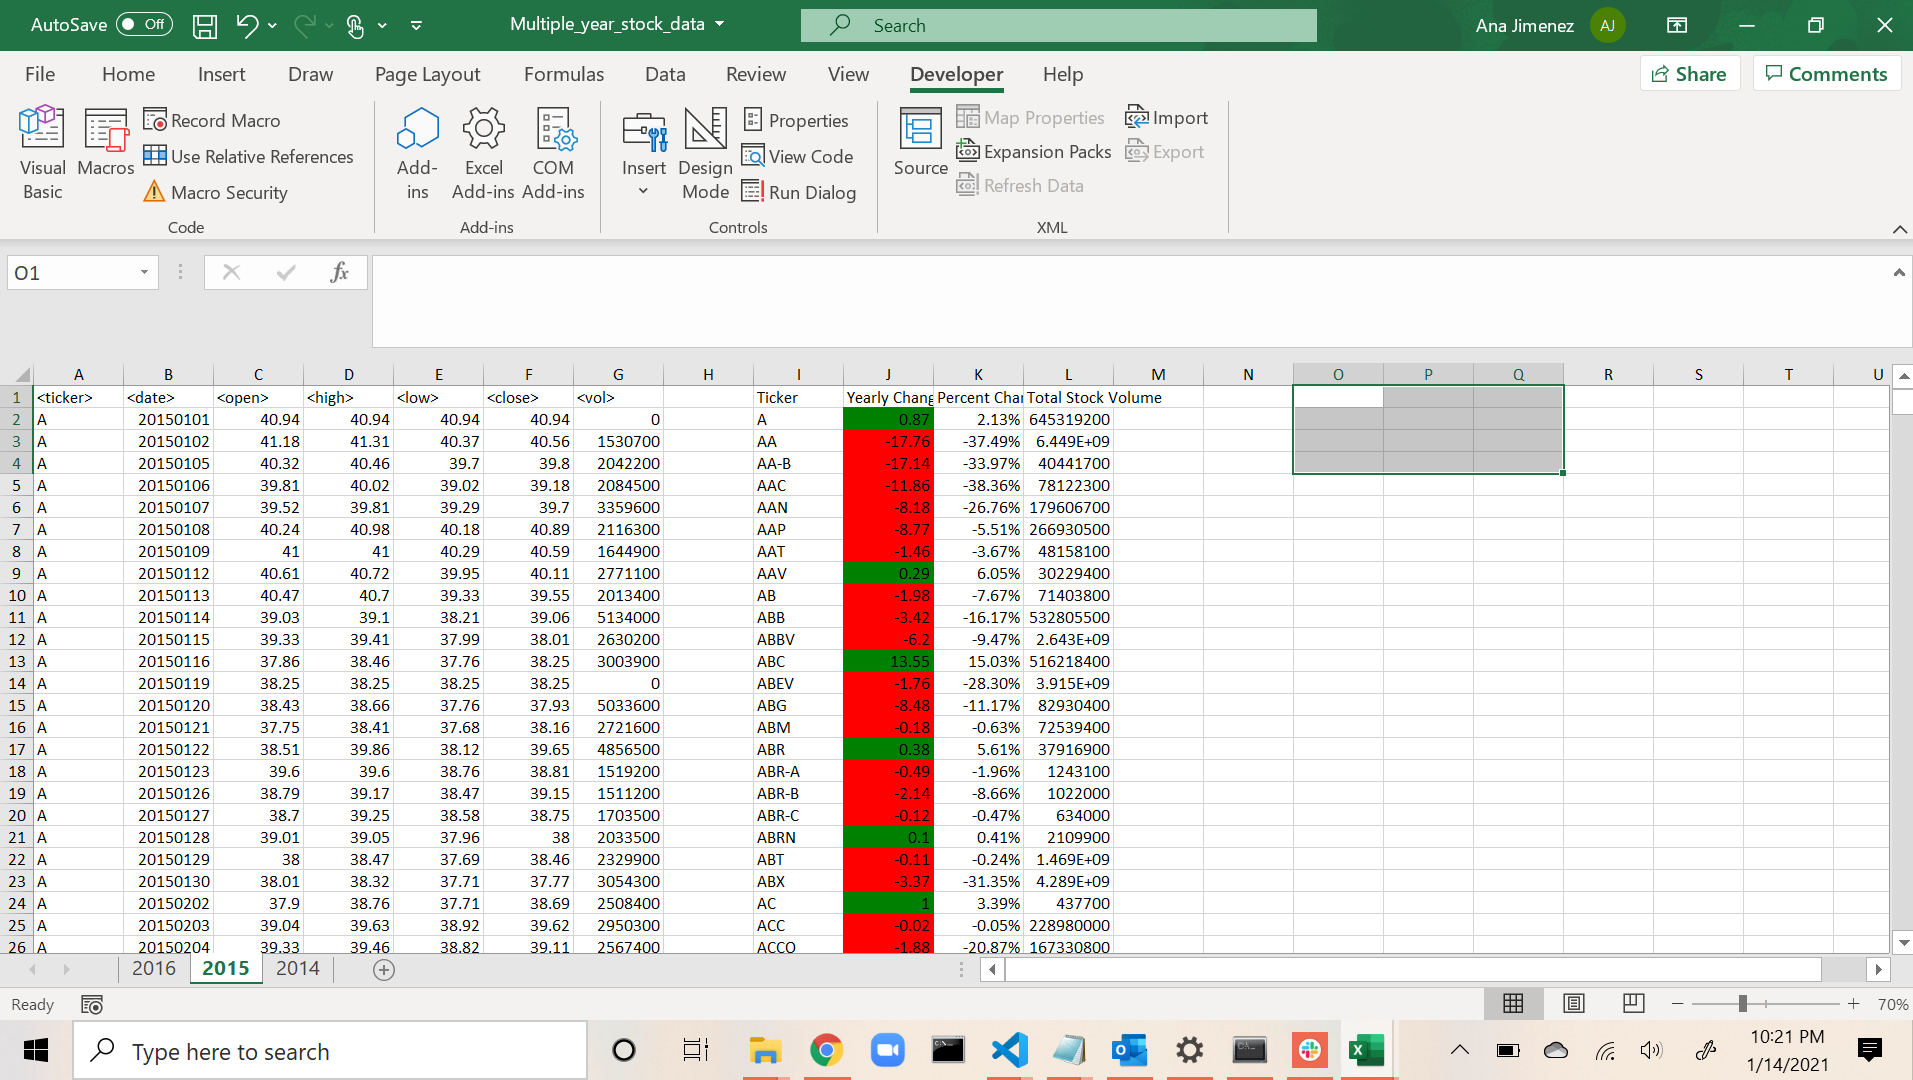 AutoSave Off Multiple_year_stock_data Search Ana Jimenez AJ
File Home Insert Draw Page Layout Formulas Data Review View Developer Help Share Comments
Visual Basic Macros Record Macro Use Relative References Macro Security
Add-ins Excel Add-ins COM Add-ins
Insert Design Mode Properties View Code Run Dialog
Source Map Properties Expansion Packs Refresh Data Import Export
Code Add-ins Controls XML
O1 fx
A B C D E F G H I J K L M N O P Q R S T U
1 <ticker> <date> <open> <high> <low> <close> <vol> Ticker Yearly Chang Percent Char Total Stock Volume
2 A 20150101 40.94 40.94 40.94 40.94 0 A 0.87 2.13% 645319200
3 A 20150102 41.18 41.31 40.37 40.56 1530700 AA -17.76 -37.49% 6.449E+09
4 A 20150105 40.32 40.46 39.7 39.8 2042200 AA-B -17.14 -33.97% 40441700
5 A 20150106 39.81 40.02 39.02 39.18 2084500 AAC -11.86 -38.36% 78122300
6 A 20150107 39.52 39.81 39.29 39.7 3359600 AAN -8.18 -26.76% 179606700
7 A 20150108 40.24 40.98 40.18 40.89 2116300 AAP -8.77 -5.51% 266930500
8 A 20150109 41 41 40.29 40.59 1644900 AAT -1.46 -3.67% 48158100
9 A 20150112 40.61 40.72 39.95 40.11 2771100 AAV 0.29 6.05% 30229400
10 A 20150113 40.47 40.7 39.33 39.55 2013400 AB -1.98 -7.67% 71403800
11 A 20150114 39.03 39.1 38.21 39.06 5134000 ABB -3.42 -16.17% 532805500
12 A 20150115 39.33 39.41 37.99 38.01 2630200 ABBV -6.2 -9.47% 2.643E+09
13 A 20150116 37.86 38.46 37.76 38.25 3003900 ABC 13.55 15.03% 516218400
14 A 20150119 38.25 38.25 38.25 38.25 0 ABEV -1.76 -28.30% 3.915E+09
15 A 20150120 38.43 38.66 37.76 37.93 5033600 ABG -8.48 -11.17% 82930400
16 A 20150121 37.75 38.41 37.68 38.16 2721600 ABM -0.18 -0.63% 72539400
17 A 20150122 38.51 39.86 38.12 39.65 4856500 ABR 0.38 5.61% 37916900
18 A 20150123 39.6 39.6 38.76 38.81 1519200 ABR-A -0.49 -1.96% 1243100
19 A 20150126 38.79 39.17 38.47 39.15 1511200 ABR-B -2.14 -8.66% 1022000
20 A 20150127 38.7 39.25 38.58 38.75 1703500 ABR-C -0.12 -0.47% 634000
21 A 20150128 39.01 39.05 37.96 38 2033500 ABRN 0.1 0.41% 2109900
22 A 20150129 38 38.47 37.69 38.46 2329900 ABT -0.11 -0.24% 1.469E+09
23 A 20150130 38.01 38.32 37.71 37.77 3054300 ABX -3.37 -31.35% 4.289E+09
24 A 20150202 37.9 38.76 37.71 38.69 2508400 AC 1 3.39% 437700
25 A 20150203 39.04 39.63 38.92 39.62 2950300 ACC -0.02 -0.05% 228980000
26 A 20150204 39.33 39.46 38.82 39.11 2567400 ACCO -1.88 -20.87% 167330800
2016 2015 2014
Ready 70%
Type here to search 10:21 PM
1/14/2021